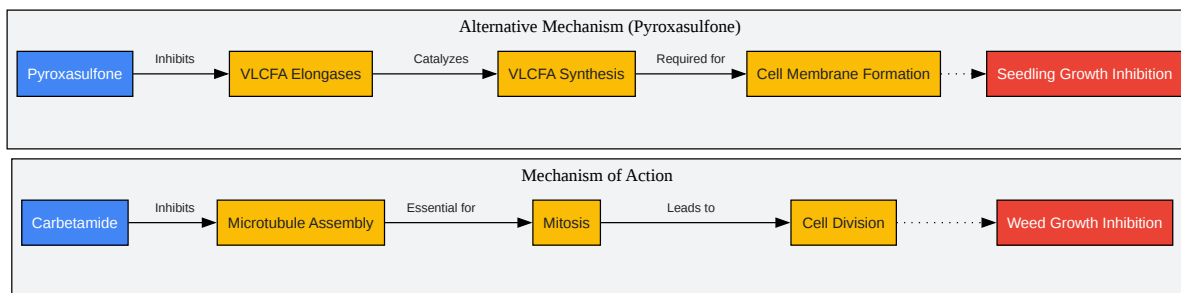 Alternative Mechanism (Pyroxasulfone)
Pyroxasulfone
Inhibits
VLCFA Elongases
Catalyzes
VLCFA Synthesis
Required for
Cell Membrane Formation
Seedling Growth Inhibition
Mechanism of Action
Carbetamide
Inhibits
Microtubule Assembly
Essential for
Mitosis
Leads to
Cell Division
Weed Growth Inhibition